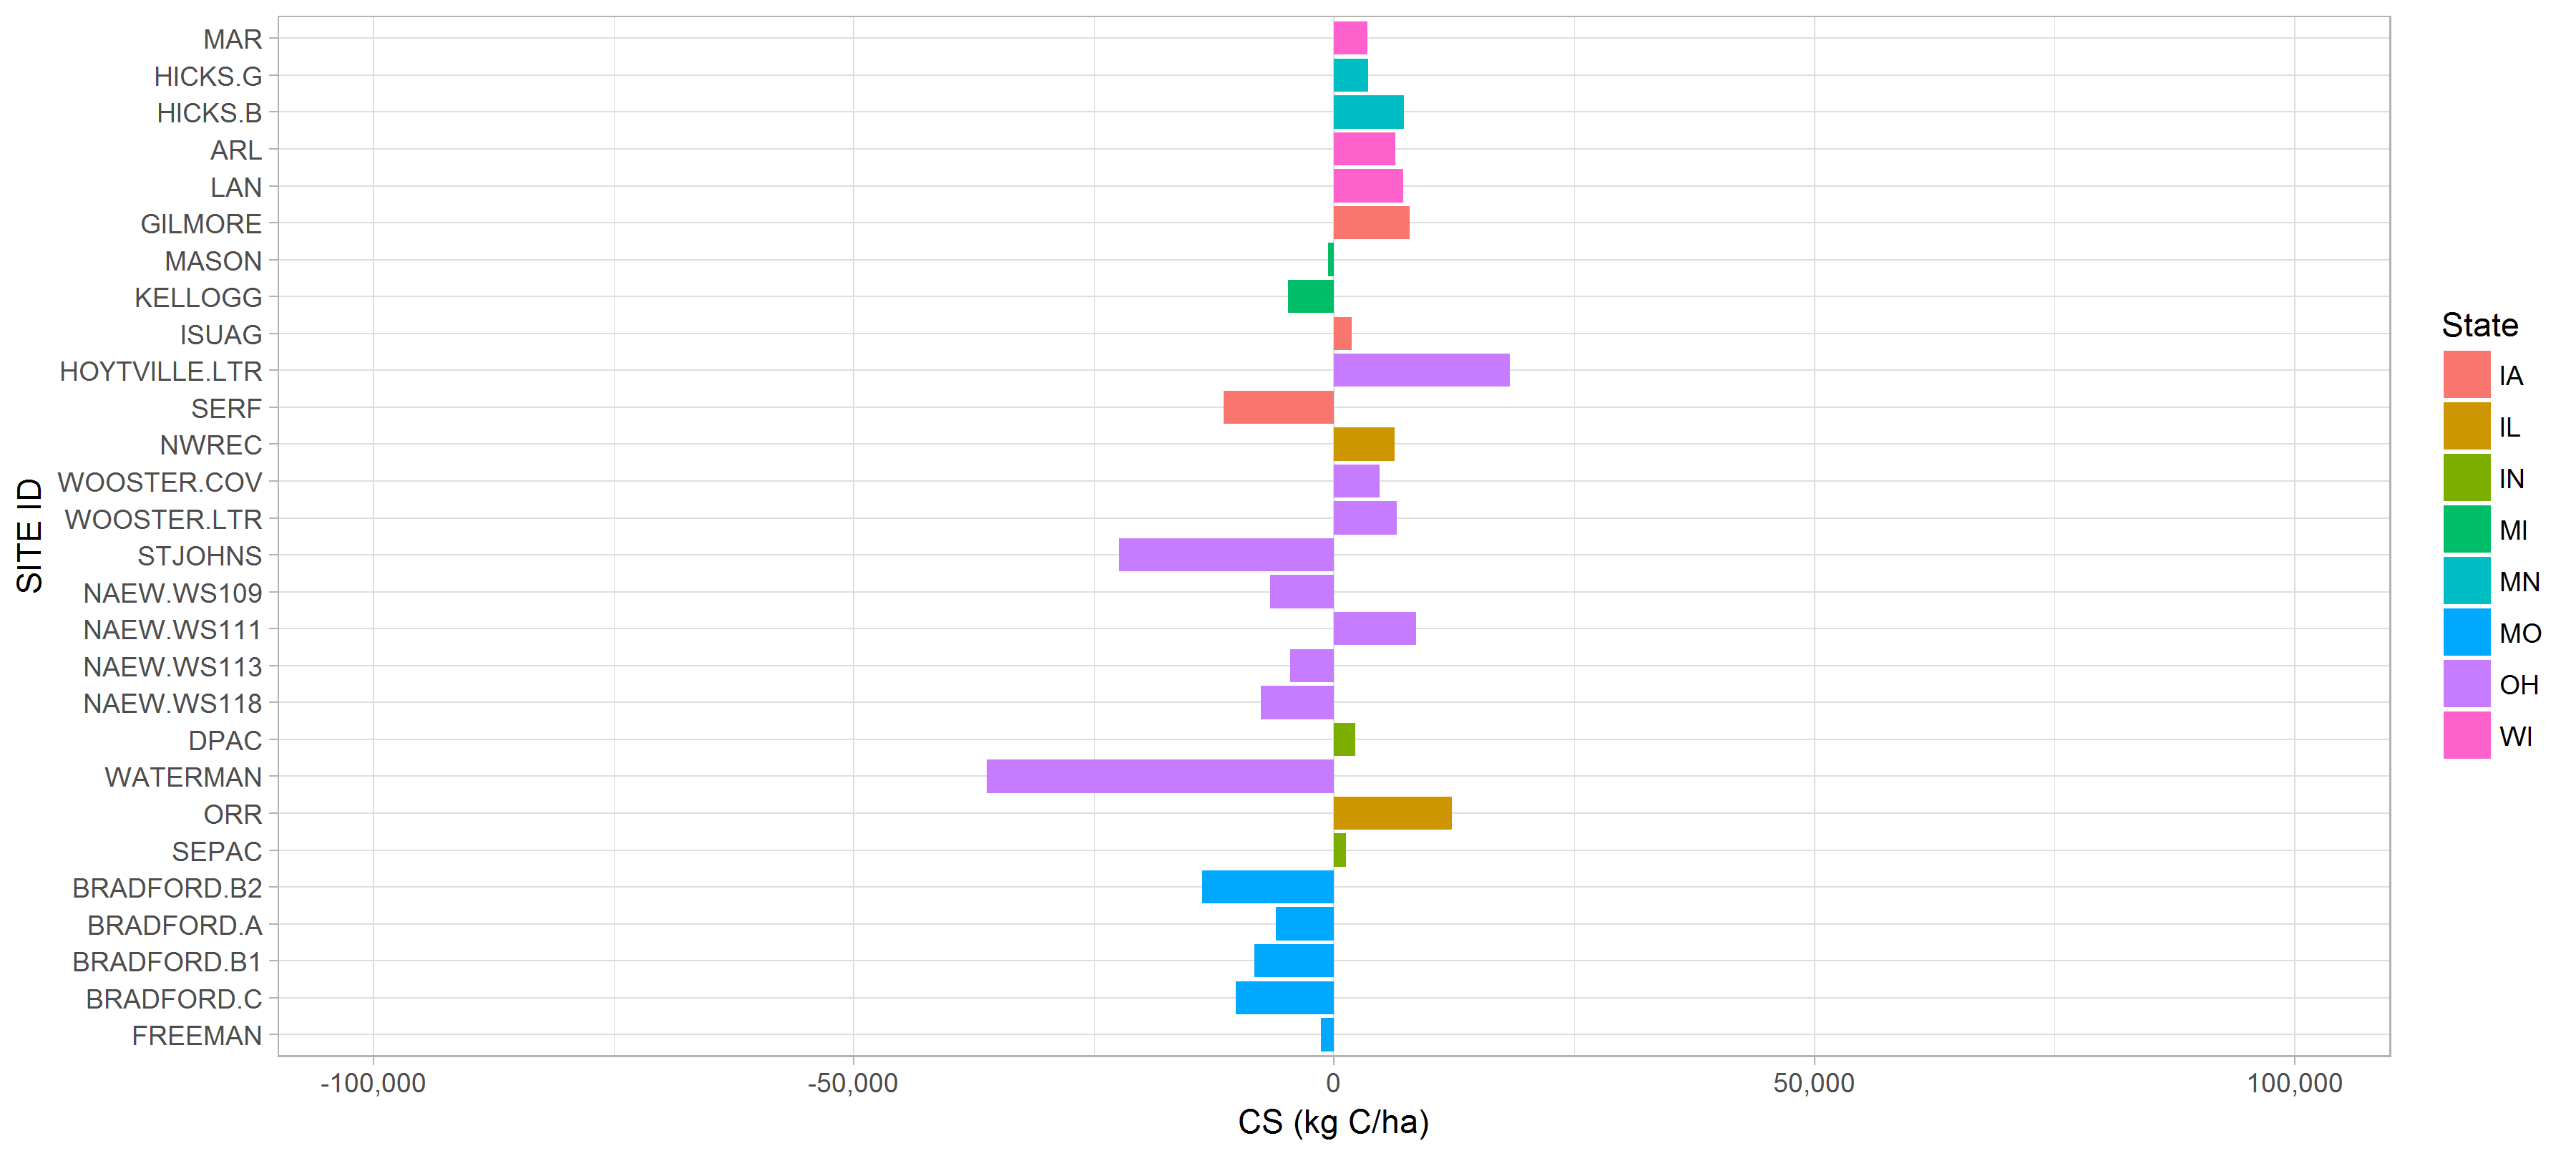 MAR
HICKS.G
HICKS.B
ARL
LAN
GILMORE
MASON
KELLOGG
ISUAG
HOYTVILLE.LTR
SERF
NWREC
WOOSTER.COV
WOOSTER.LTR
STJOHNS
NAEW.WS109
NAEW.WS111
NAEW.WS113
NAEW.WS118
DPAC
WATERMAN
ORR
SEPAC
BRADFORD.B2
BRADFORD.A
BRADFORD.B1
BRADFORD.C
FREEMAN
SITE ID
-100,000 -50,000 0 50,000 100,000
CS (kg C/ha)
State
IA
IL
IN
MI
MN
MO
OH
WI